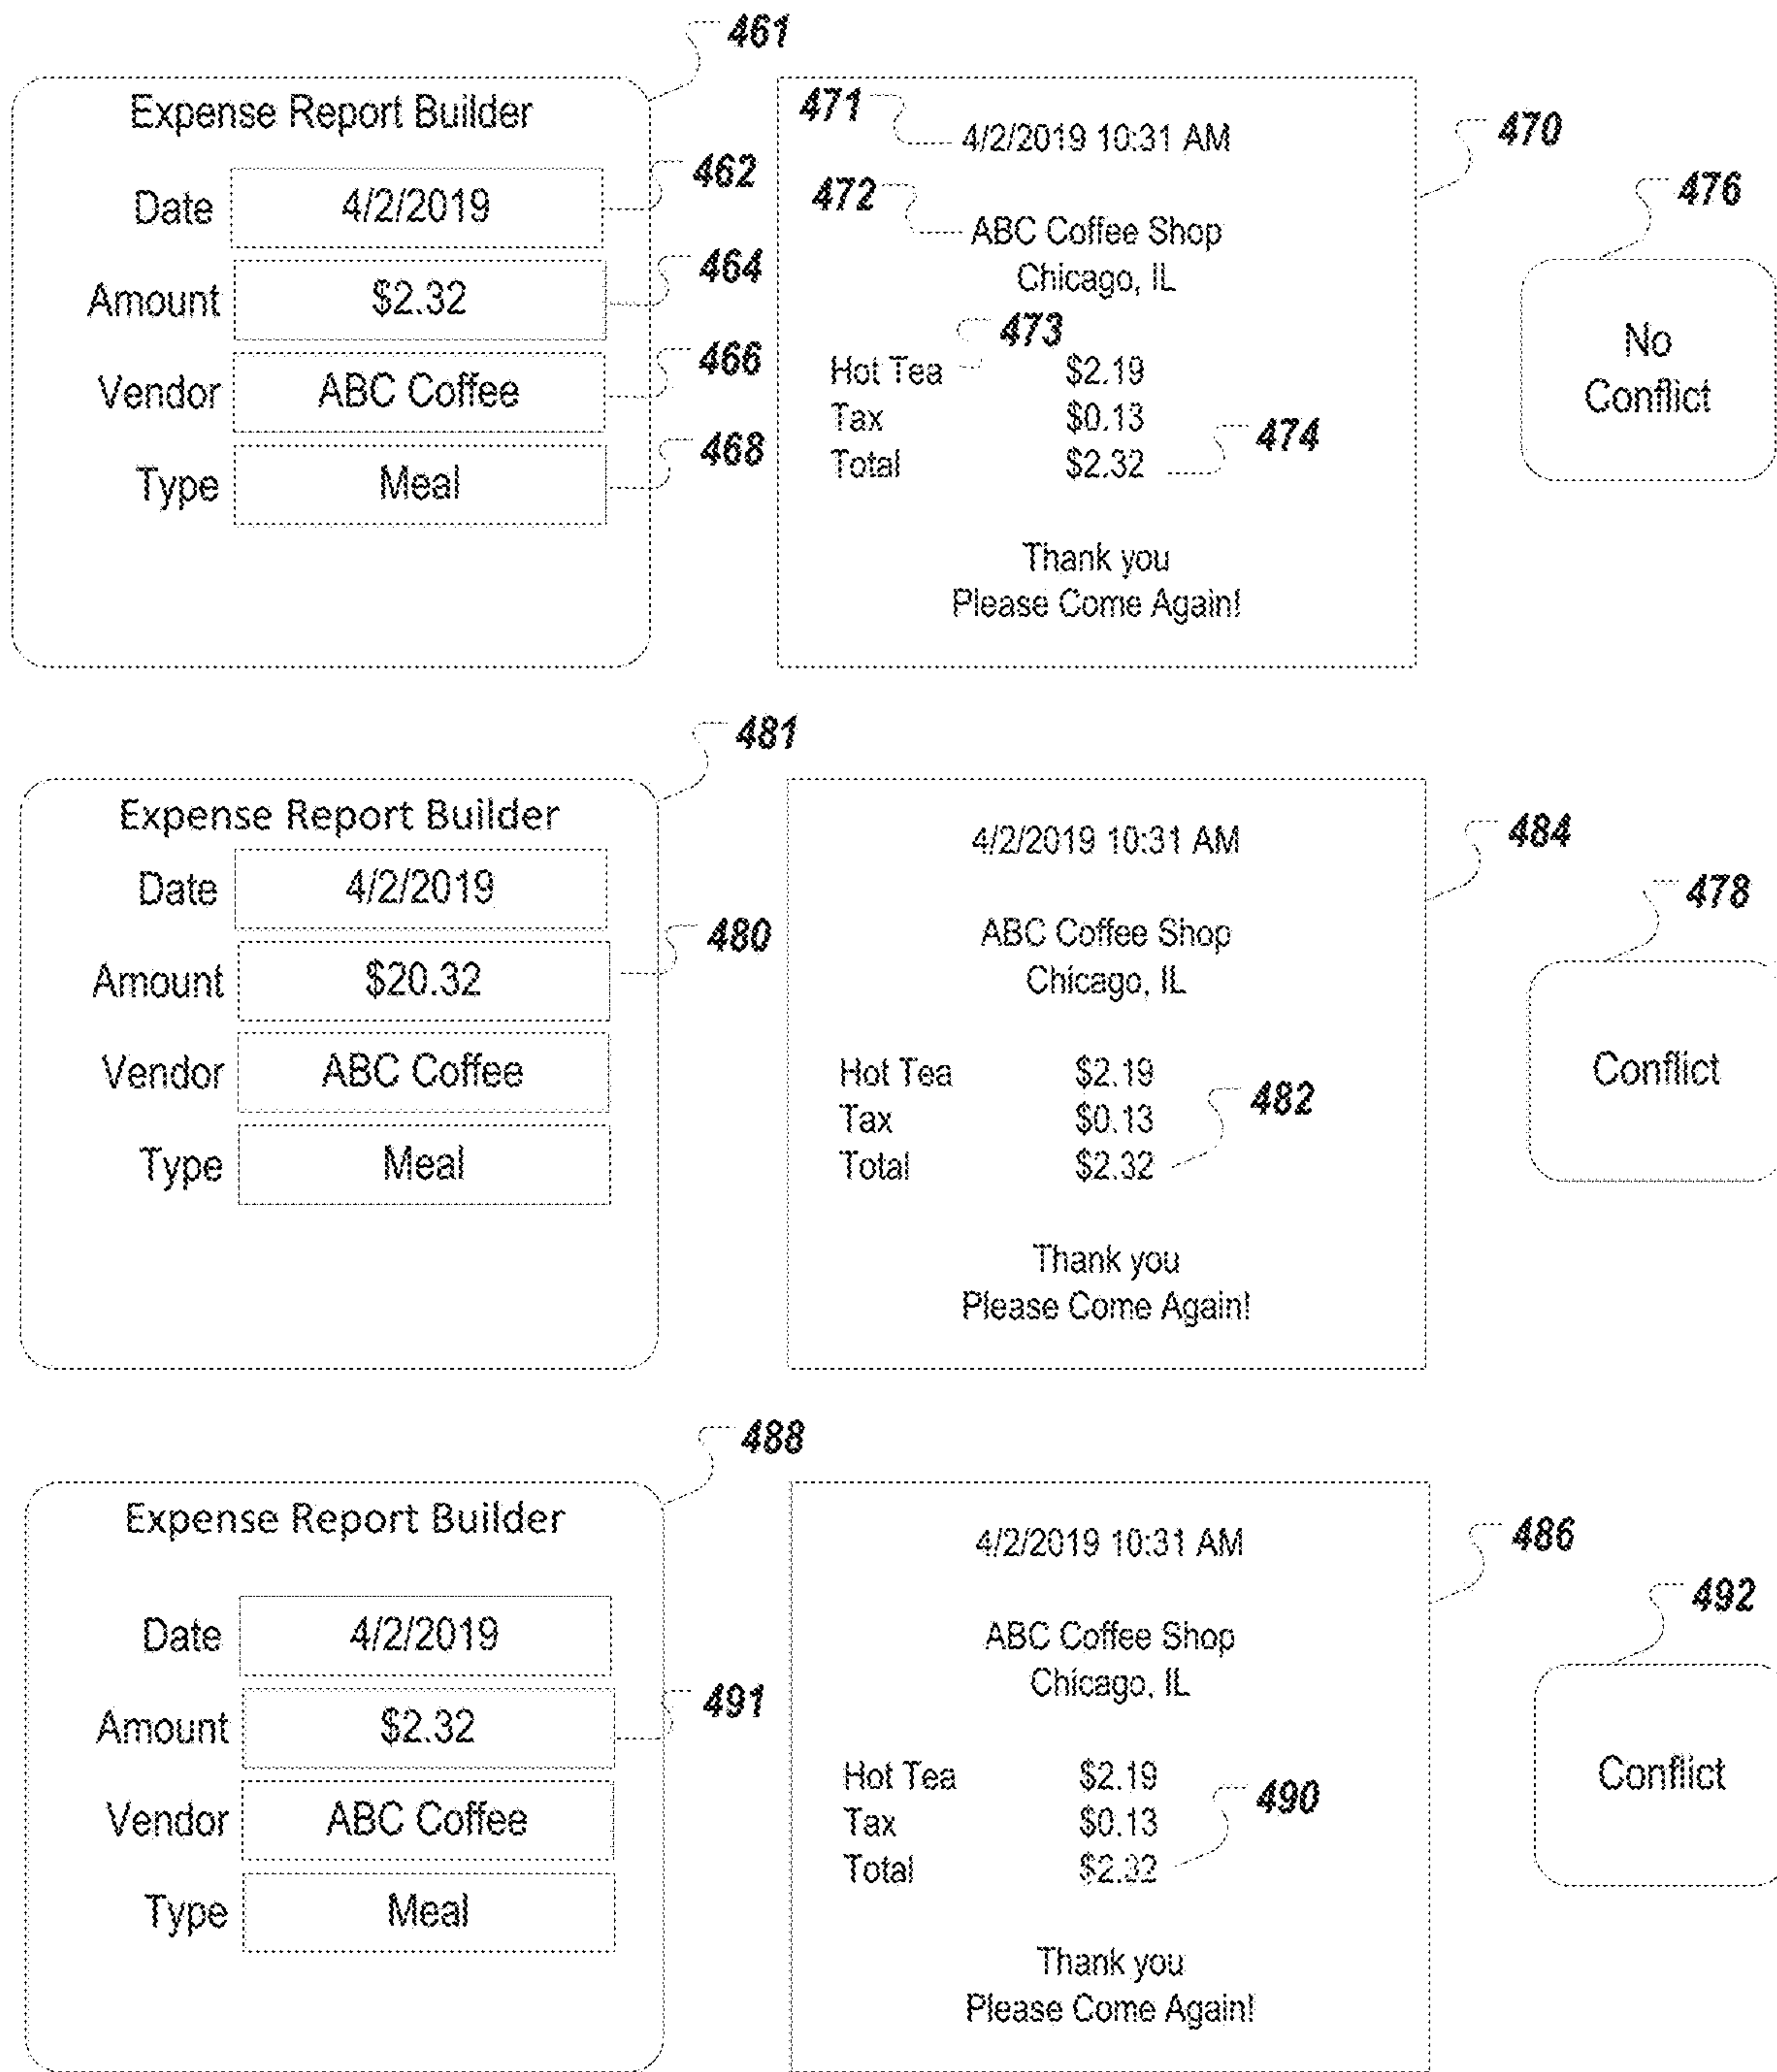 461
Expense Report Builder
Date 4/2/2019 462
Amount $2.32 464
Vendor ABC Coffee 466
Type Meal 468
471 4/2/2019 10:31 AM 470
472 ABC Coffee Shop
Chicago, IL
473
Hot Tea $2.19
Tax $0.13
Total $2.32 474
Thank you
Please Come Again!
476
No
Conflict
481
Expense Report Builder
Date 4/2/2019
Amount $20.32 480
Vendor ABC Coffee
Type Meal
4/2/2019 10:31 AM 484
ABC Coffee Shop
Chicago, IL
Hot Tea $2.19
Tax $0.13 482
Total $2.32
Thank you
Please Come Again!
478
Conflict
488
Expense Report Builder
Date 4/2/2019
Amount $2.32 491
Vendor ABC Coffee
Type Meal
4/2/2019 10:31 AM 486
ABC Coffee Shop
Chicago, IL
Hot Tea $2.19
Tax $0.13 490
Total $2.32
Thank you
Please Come Again!
492
Conflict